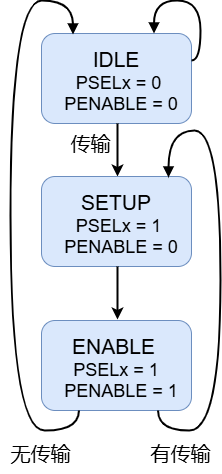 IDLE
PSELx = 0
PENABLE = 0
传输
SETUP
PSELx = 1
PENABLE = 0
ENABLE
PSELx = 1
PENABLE = 1
无传输
有传输